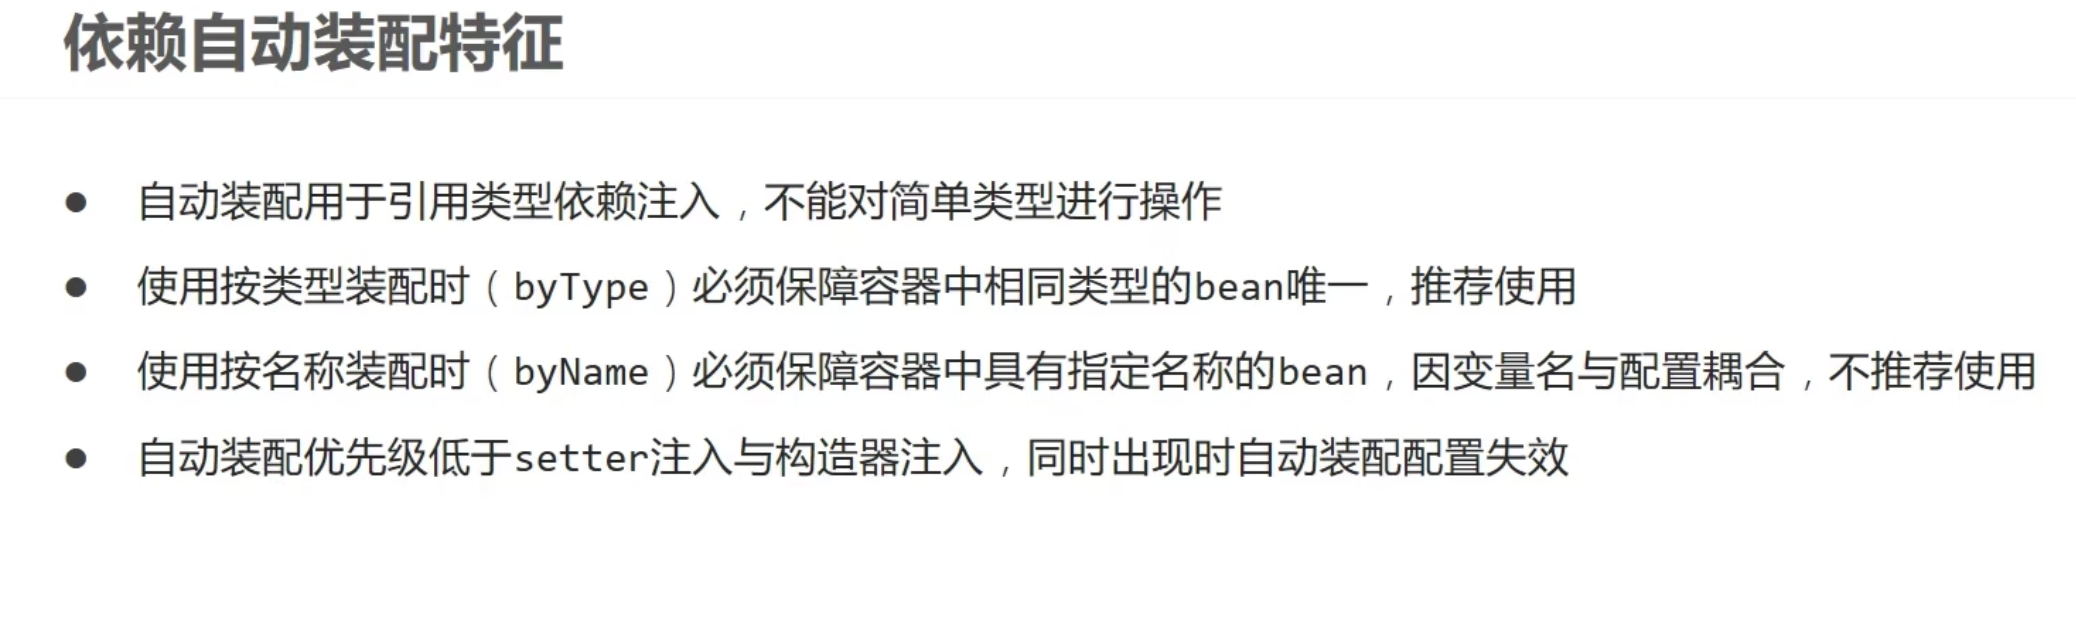 依赖自动装配特征
● 自动装配用于引用类型依赖注入，不能对简单类型进行操作
● 使用按类型装配时（byType）必须保障容器中相同类型的bean唯一，推荐使用
● 使用按名称装配时（byName）必须保障容器中具有指定名称的bean，因变量名与配置耦合，不推荐使用
● 自动装配优先级低于setter注入与构造器注入，同时出现时自动装配配置失效